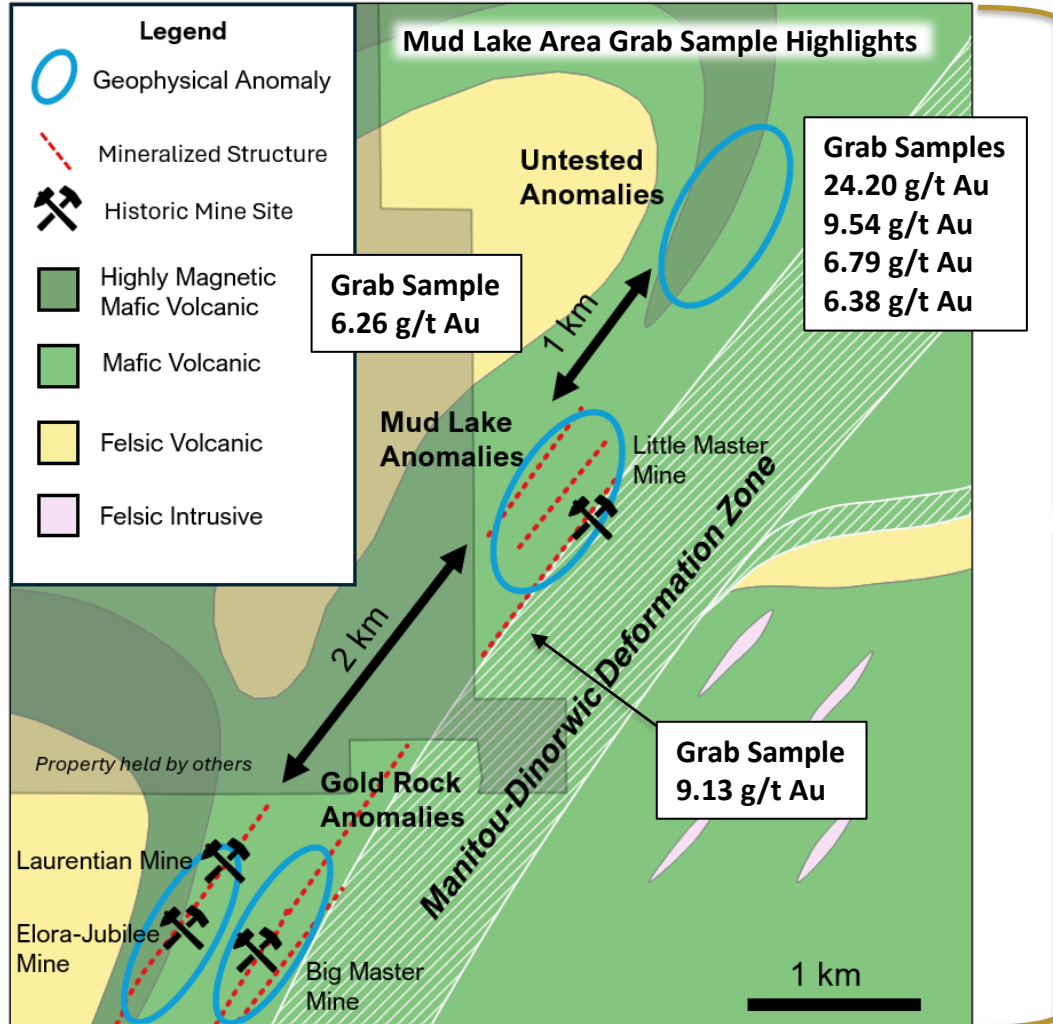 Legend
Geophysical Anomaly
Mineralized Structure
Historic Mine Site
Highly Magnetic
Mafic Volcanic
Mafic Volcanic
Felsic Volcanic
Felsic Intrusive
Mud Lake Area Grab Sample Highlights
Untested
Anomalies
Grab Samples
24.20 g/t Au
9.54 g/t Au
6.79 g/t Au
6.38 g/t Au
Grab Sample
6.26 g/t Au
1 km
Mud Lake
Anomalies
Little Master
Mine
2 km
Manitou-Dinorwic Deformation Zone
Grab Sample
9.13 g/t Au
Property held by others
Gold Rock
Anomalies
Laurentian Mine
Elora-Jubilee
Mine
Big Master
Mine
1 km